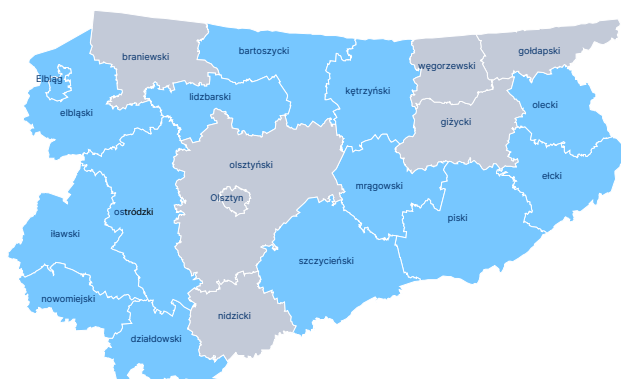 gołdapski
bartoszycki
braniewski
węgorzewski
Elbląg
kętrzyński
lidzbarski
olecki
elbląski
giżycki
olsztyński
ełcki
mrągowski
Olsztyn
ostródzki
piski
iławski
szczycieński
nowomiejski
nidzicki
działdowski